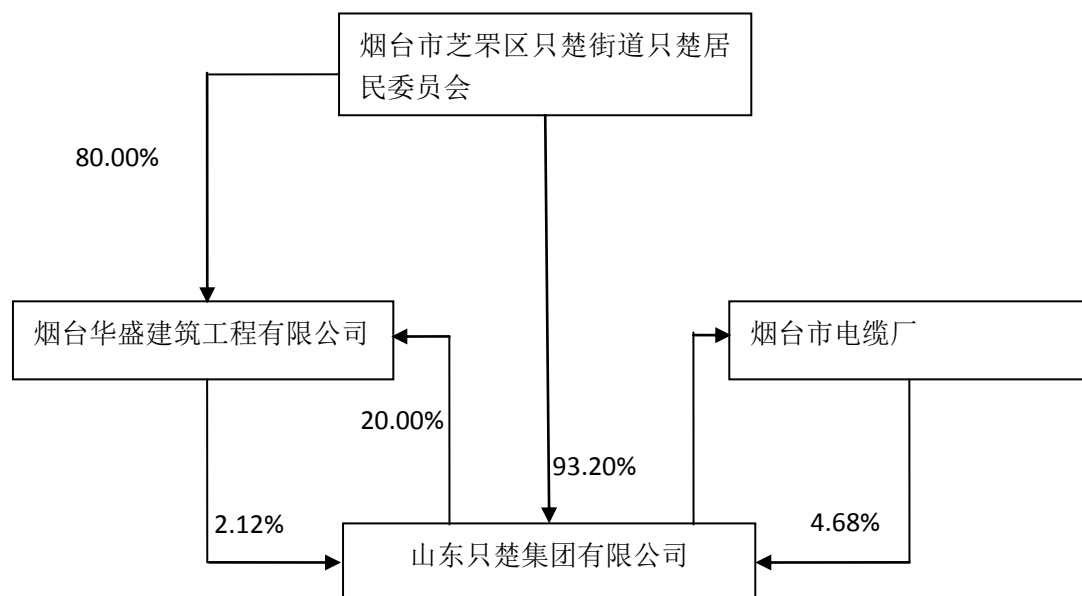 烟台市芝罘区只楚街道只楚居
民委员会
80.00%
烟台华盛建筑工程有限公司
烟台市电缆厂
20.00%
93.20%
2.12%
4.68%
山东只楚集团有限公司